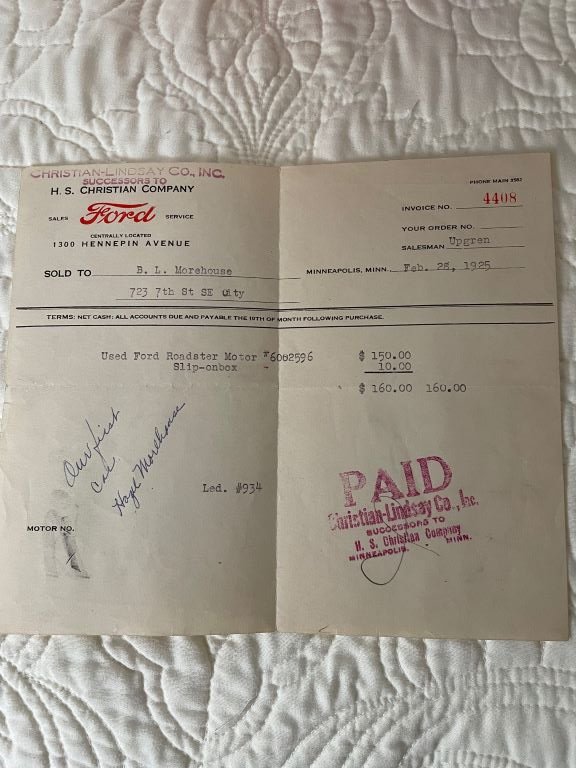 CHRISTIAN-LINDSAY CO., INC.
SUCCESSORS TO
H. S. CHRISTIAN COMPANY
SALES Ford SERVICE
CENTRALLY LOCATED
1300 HENNEPIN AVENUE
PHONE MAIN 3581
INVOICE NO. 4408
YOUR ORDER NO.
SALESMAN Upgren
SOLD TO B. L. Morehouse
723 7th St SE City
MINNEAPOLIS, MINN. Feb. 28, 1925
TERMS: NET CASH: ALL ACCOUNTS DUE AND PAYABLE THE 10TH OF MONTH FOLLOWING PURCHASE.
Used Ford Roadster Motor #6002596 $ 150.00
Slip-onbox - 10.00
$ 160.00 160.00
Our first
car
Morehouse
Led. #934
MOTOR NO.
PAID
Christian-Lindsay Co., Inc.
SUCCESSORS TO
H. S. Christian Company
MINNEAPOLIS. MINN.